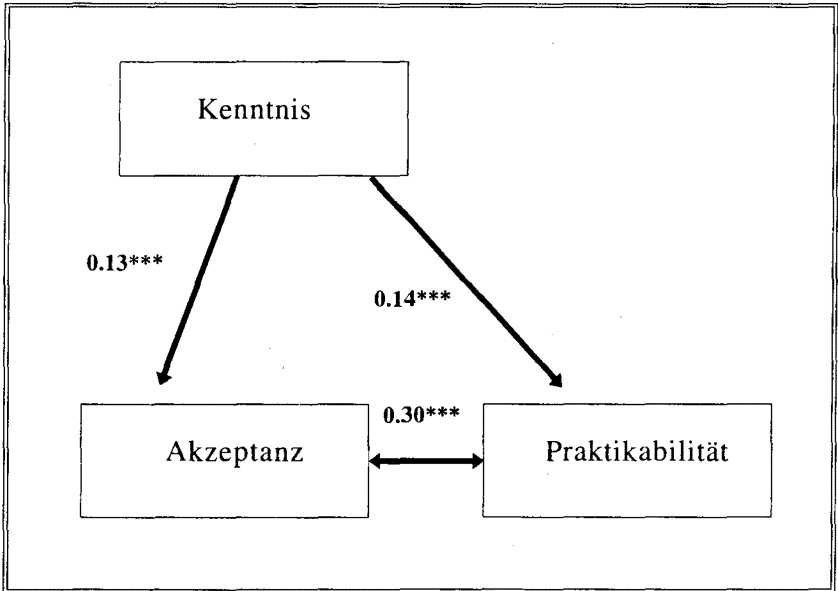 Kenntnis
0.13***
0.14***
0.30***
Akzeptanz
Praktikabilität